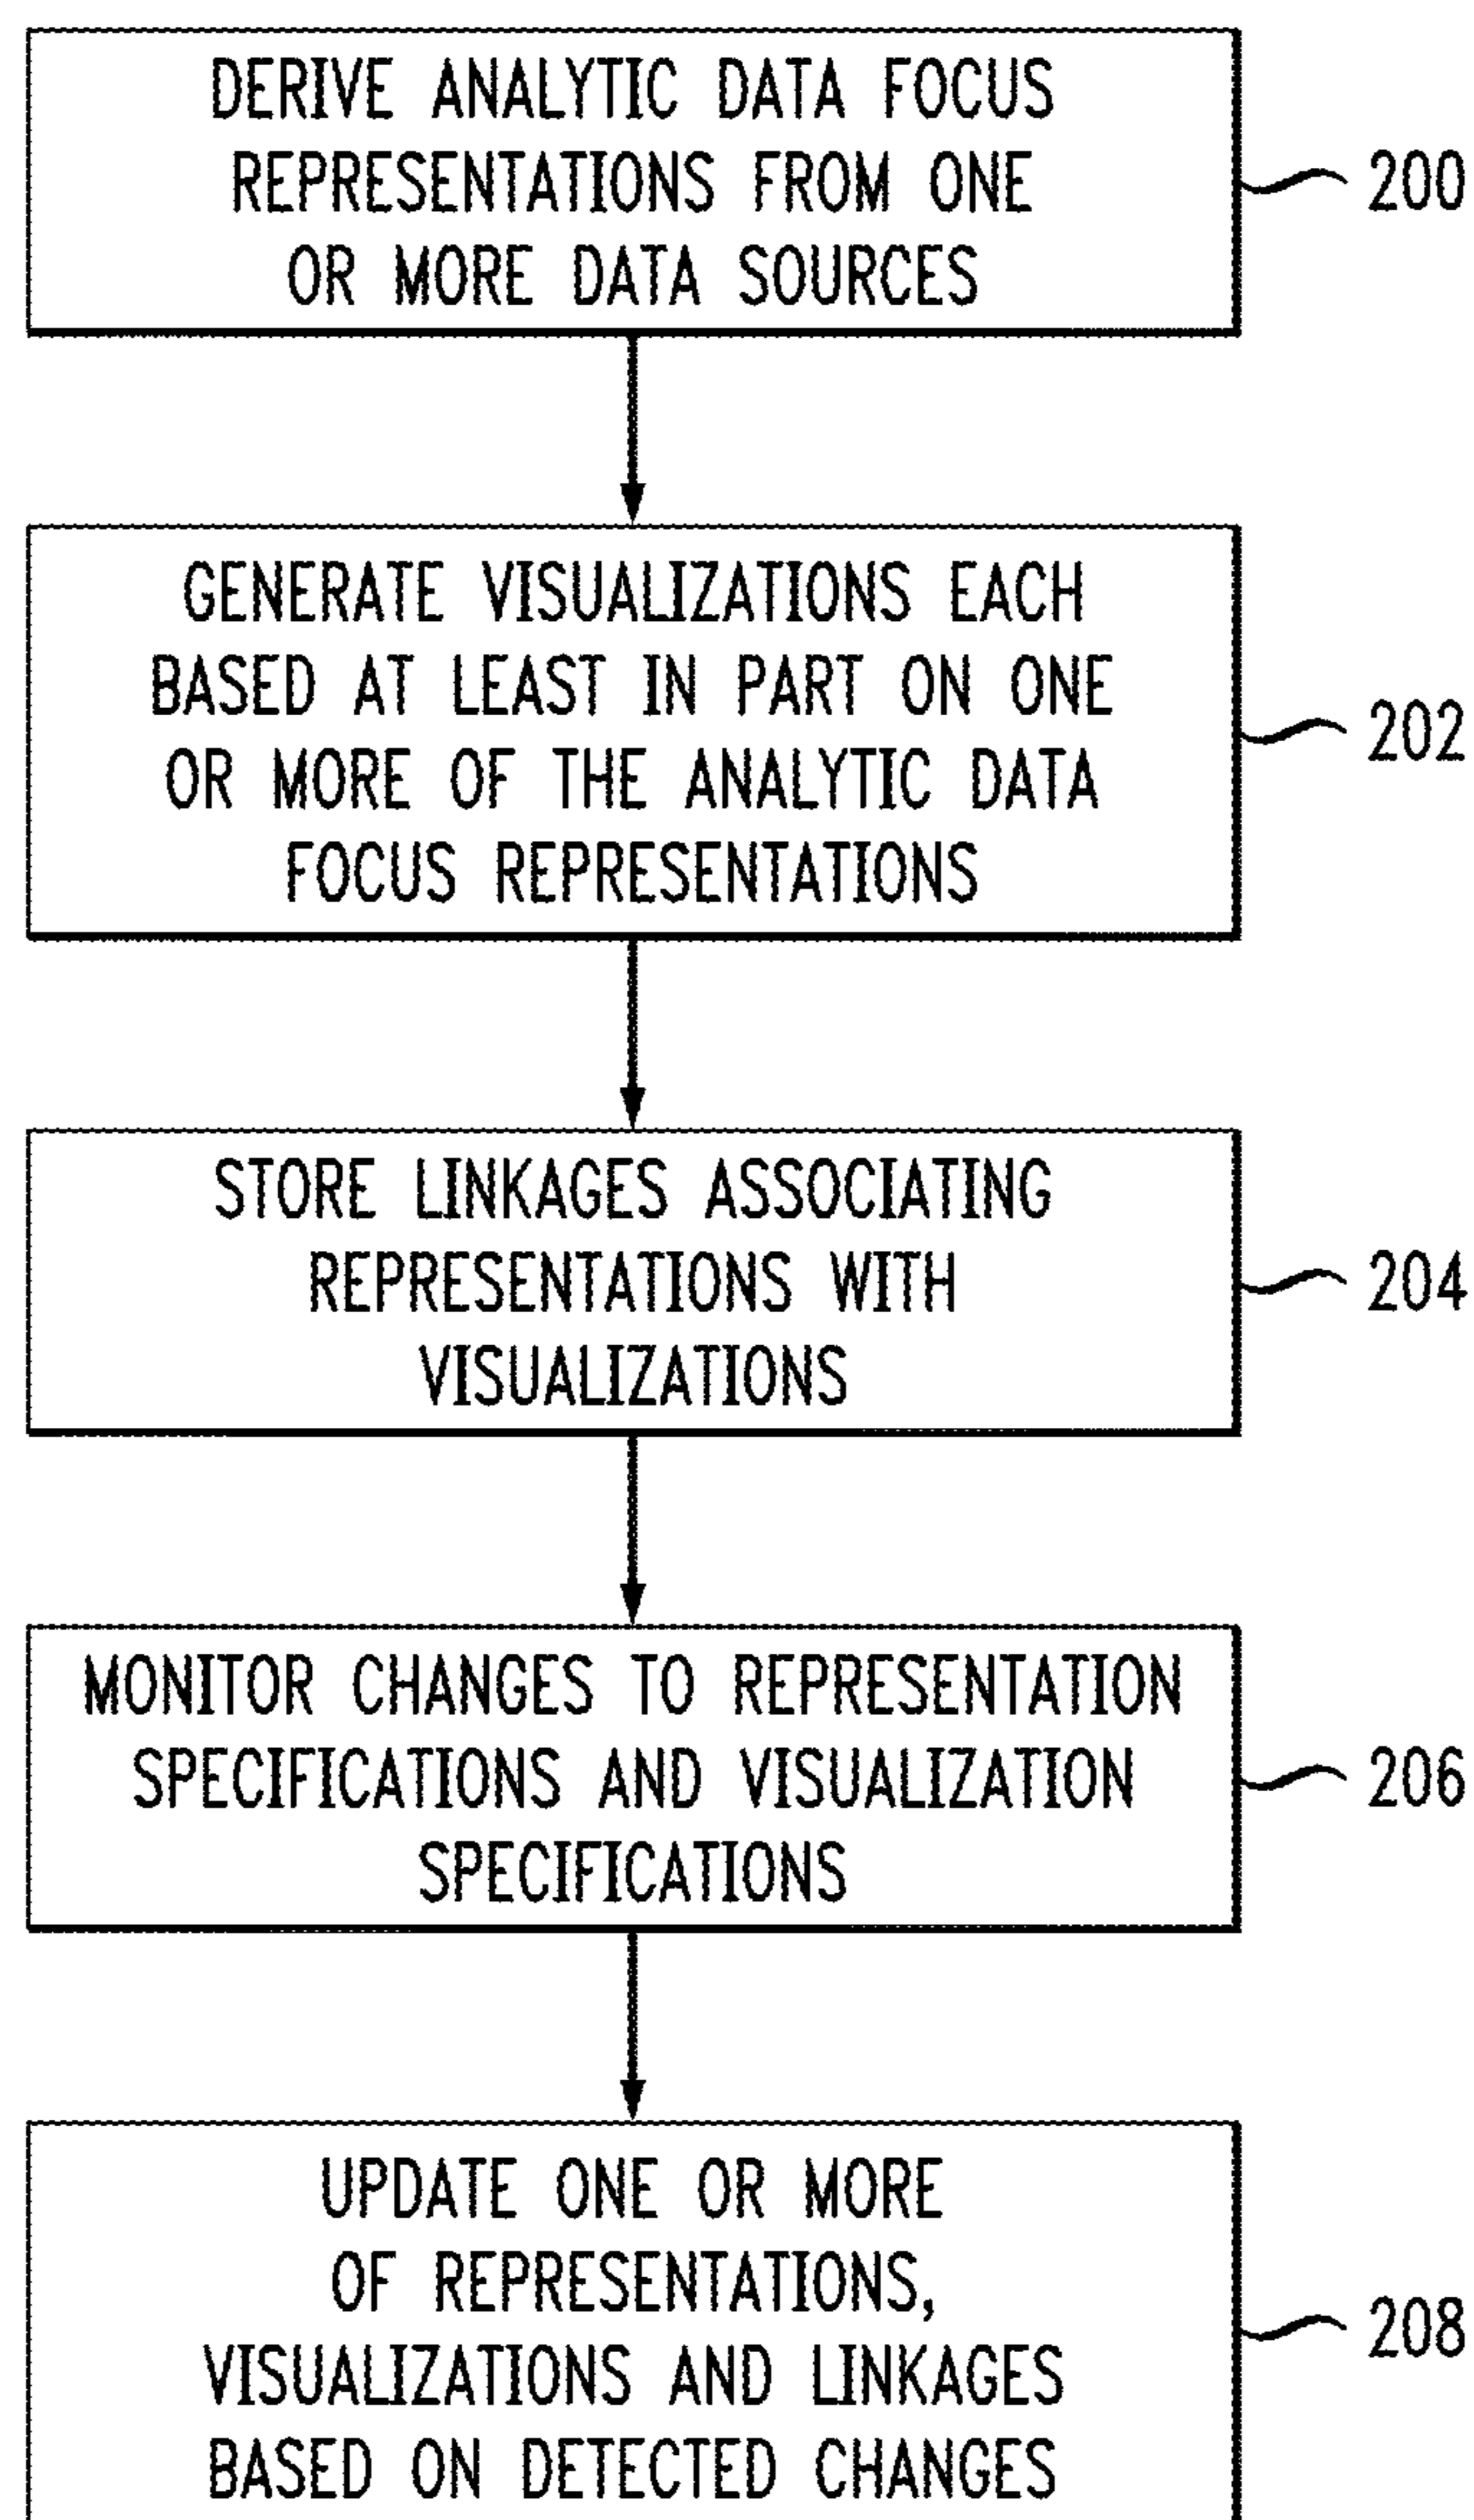 DERIVE ANALYTIC DATA FOCUS
REPRESENTATIONS FROM ONE
OR MORE DATA SOURCES
200
GENERATE VISUALIZATIONS EACH
BASED AT LEAST IN PART ON ONE
OR MORE OF THE ANALYTIC DATA
FOCUS REPRESENTATIONS
202
STORE LINKAGES ASSOCIATING
REPRESENTATIONS WITH
VISUALIZATIONS
204
MONITOR CHANGES TO REPRESENTATION
SPECIFICATIONS AND VISUALIZATION
SPECIFICATIONS
206
UPDATE ONE OR MORE
OF REPRESENTATIONS,
VISUALIZATIONS AND LINKAGES
BASED ON DETECTED CHANGES
208